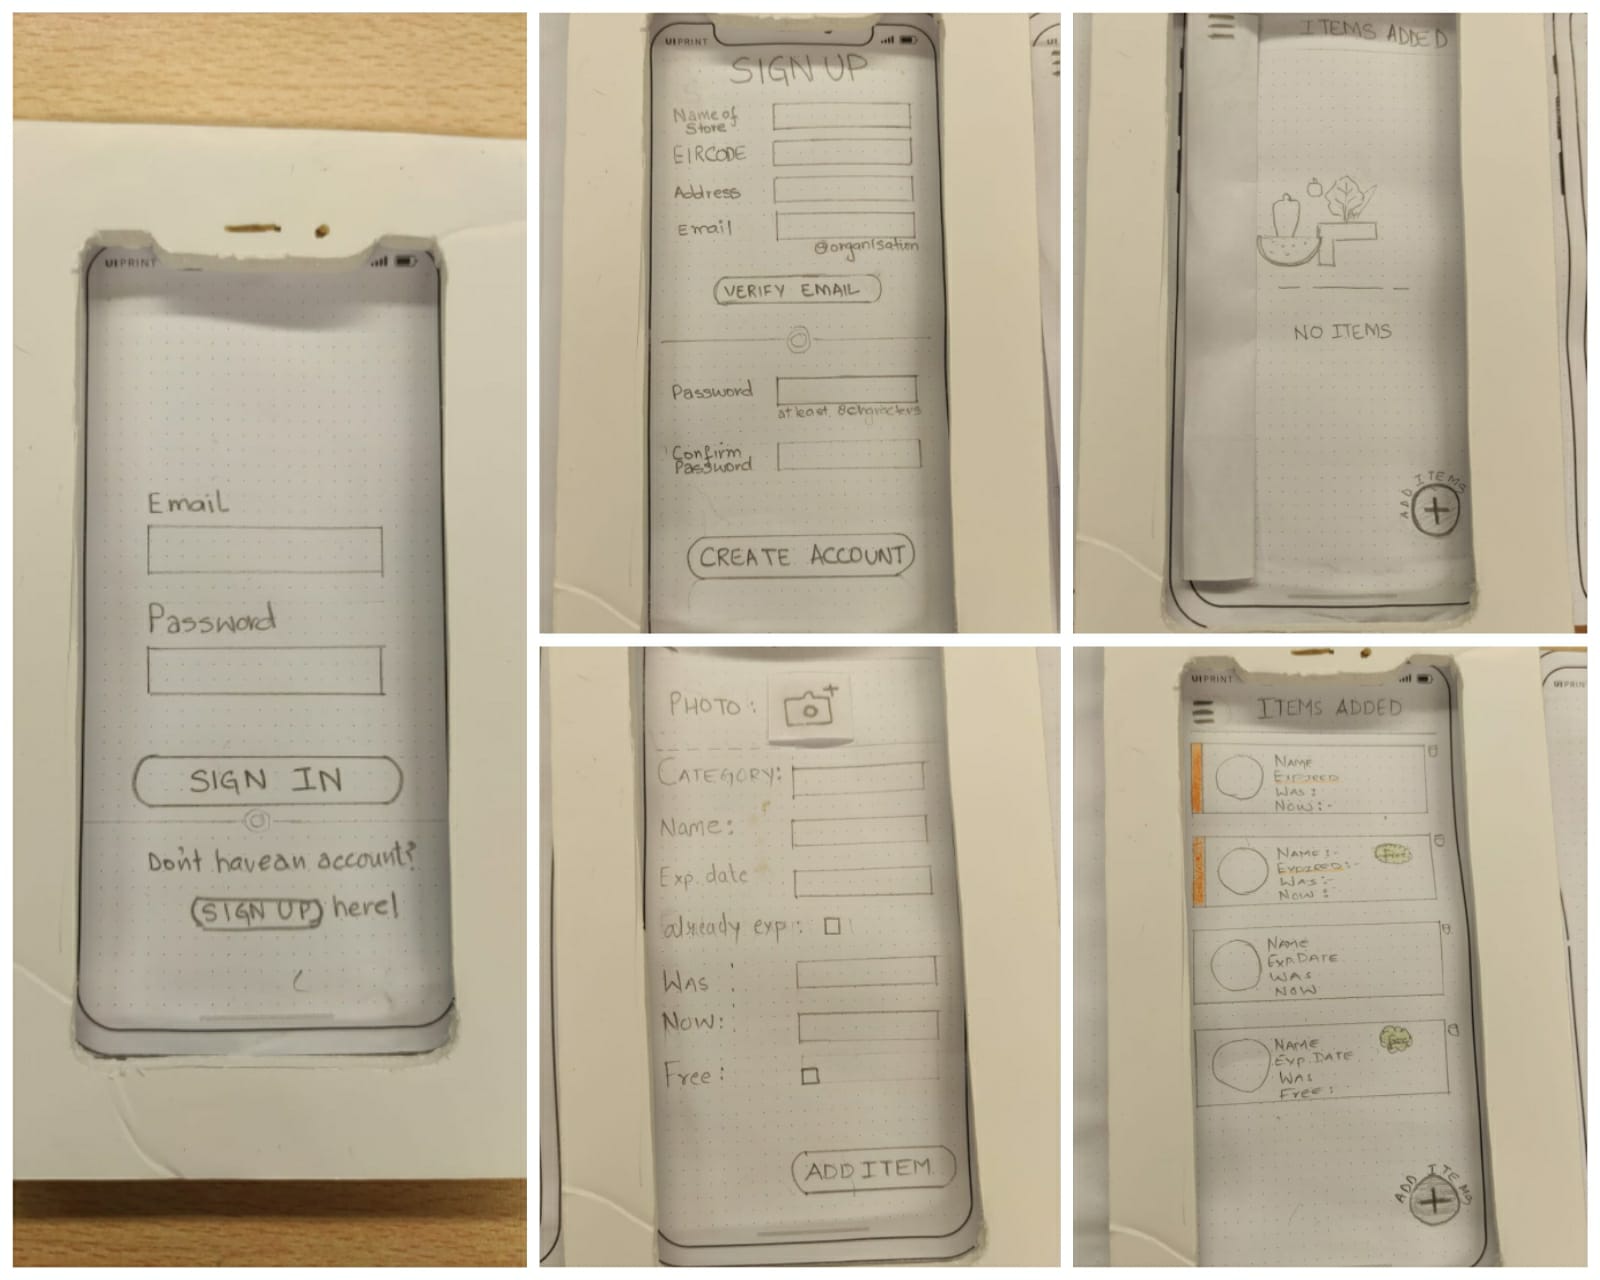 UIPRINT
Email
Password
SIGN IN
Don't have an account?
SIGN UP here!
UIPRINT
SIGN UP
Name of
Store
EIRCODE
Address
Email
@organisation
VERIFY EMAIL
Password
at least 8 characters
Confirm
Password
CREATE ACCOUNT
ITEMS ADDED
NO ITEMS
ADD ITEMS
PHOTO :
CATEGORY:
Name:
Exp. date
already exp :
WAS :
NOW:
Free :
ADD ITEM
UIPRINT
ITEMS ADDED
NAME
EXPIRED
WAS :
NOW:-
NAME:-
Free
EXPIRED:-
WAS:-
NOW :
NAME
EXP.DATE
WAS
NOW
NAME
Free
EXP. DATE
WAS
Free :
ADD ITEMS